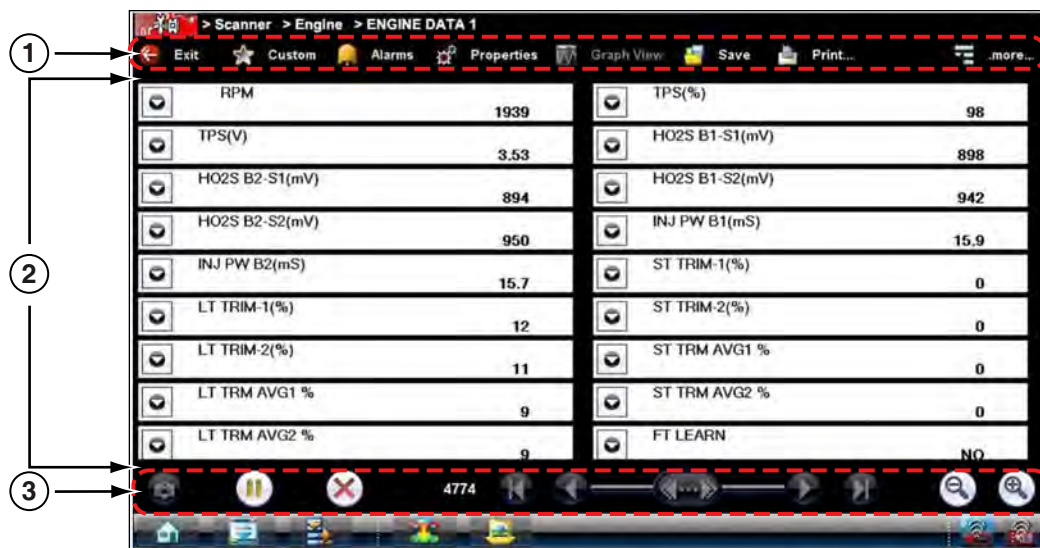 > Scanner > Engine > ENGINE DATA 1
1
Exit Custom Alarms Properties Graph View Save Print... .more...
RPM 1939
TPS(%) 98
TPS(V) 3.53
HO2S B1-S1(mV) 898
HO2S B2-S1(mV) 894
HO2S B1-S2(mV) 942
HO2S B2-S2(mV) 950
INJ PW B1(mS) 15.9
2
INJ PW B2(mS) 15.7
ST TRIM-1(%) 0
LT TRIM-1(%) 12
ST TRIM-2(%) 0
LT TRIM-2(%) 11
ST TRM AVG1 % 0
LT TRM AVG1 % 9
ST TRM AVG2 % 0
LT TRM AVG2 % 9
FT LEARN NO
3
4774